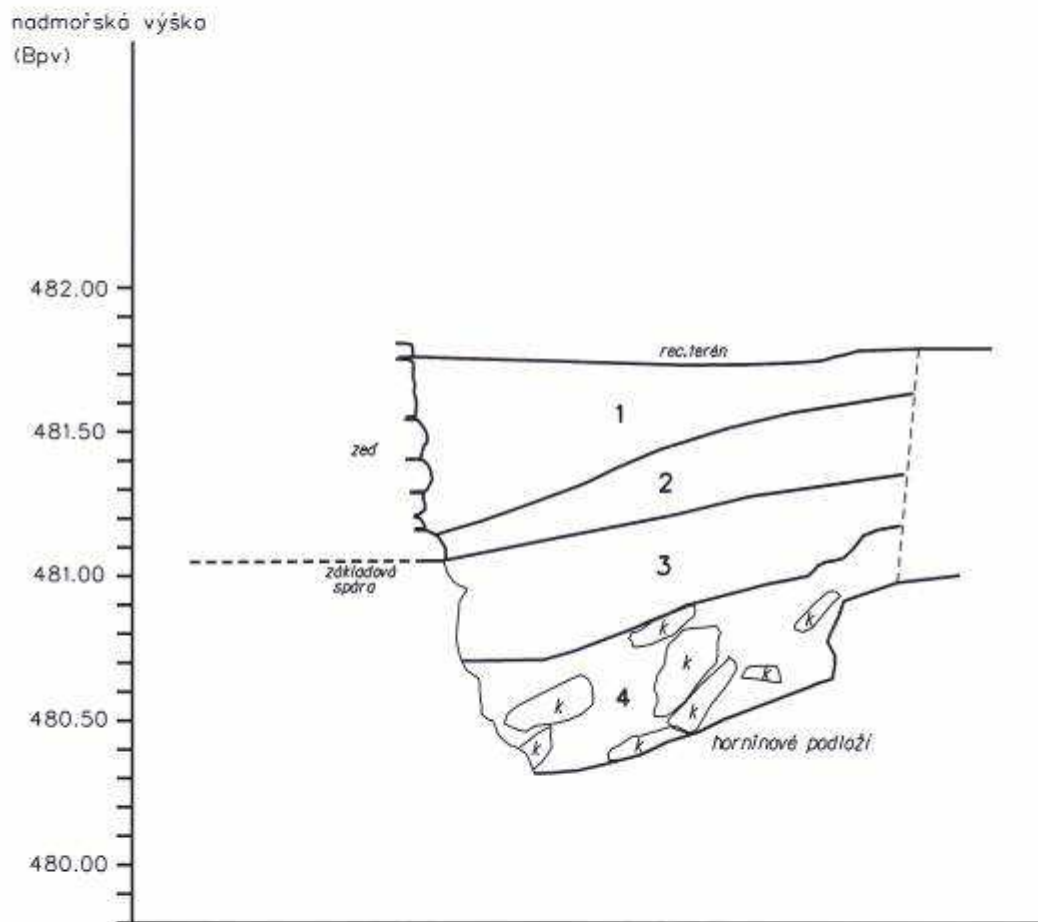 nadmořská výška
(Bpv)
482.00
rec.terén
1
481.50
zeď
2
3
481.00
základová
spára
k
k
k
k
k
4
k
k
480.50
k
horninové podloží
480.00